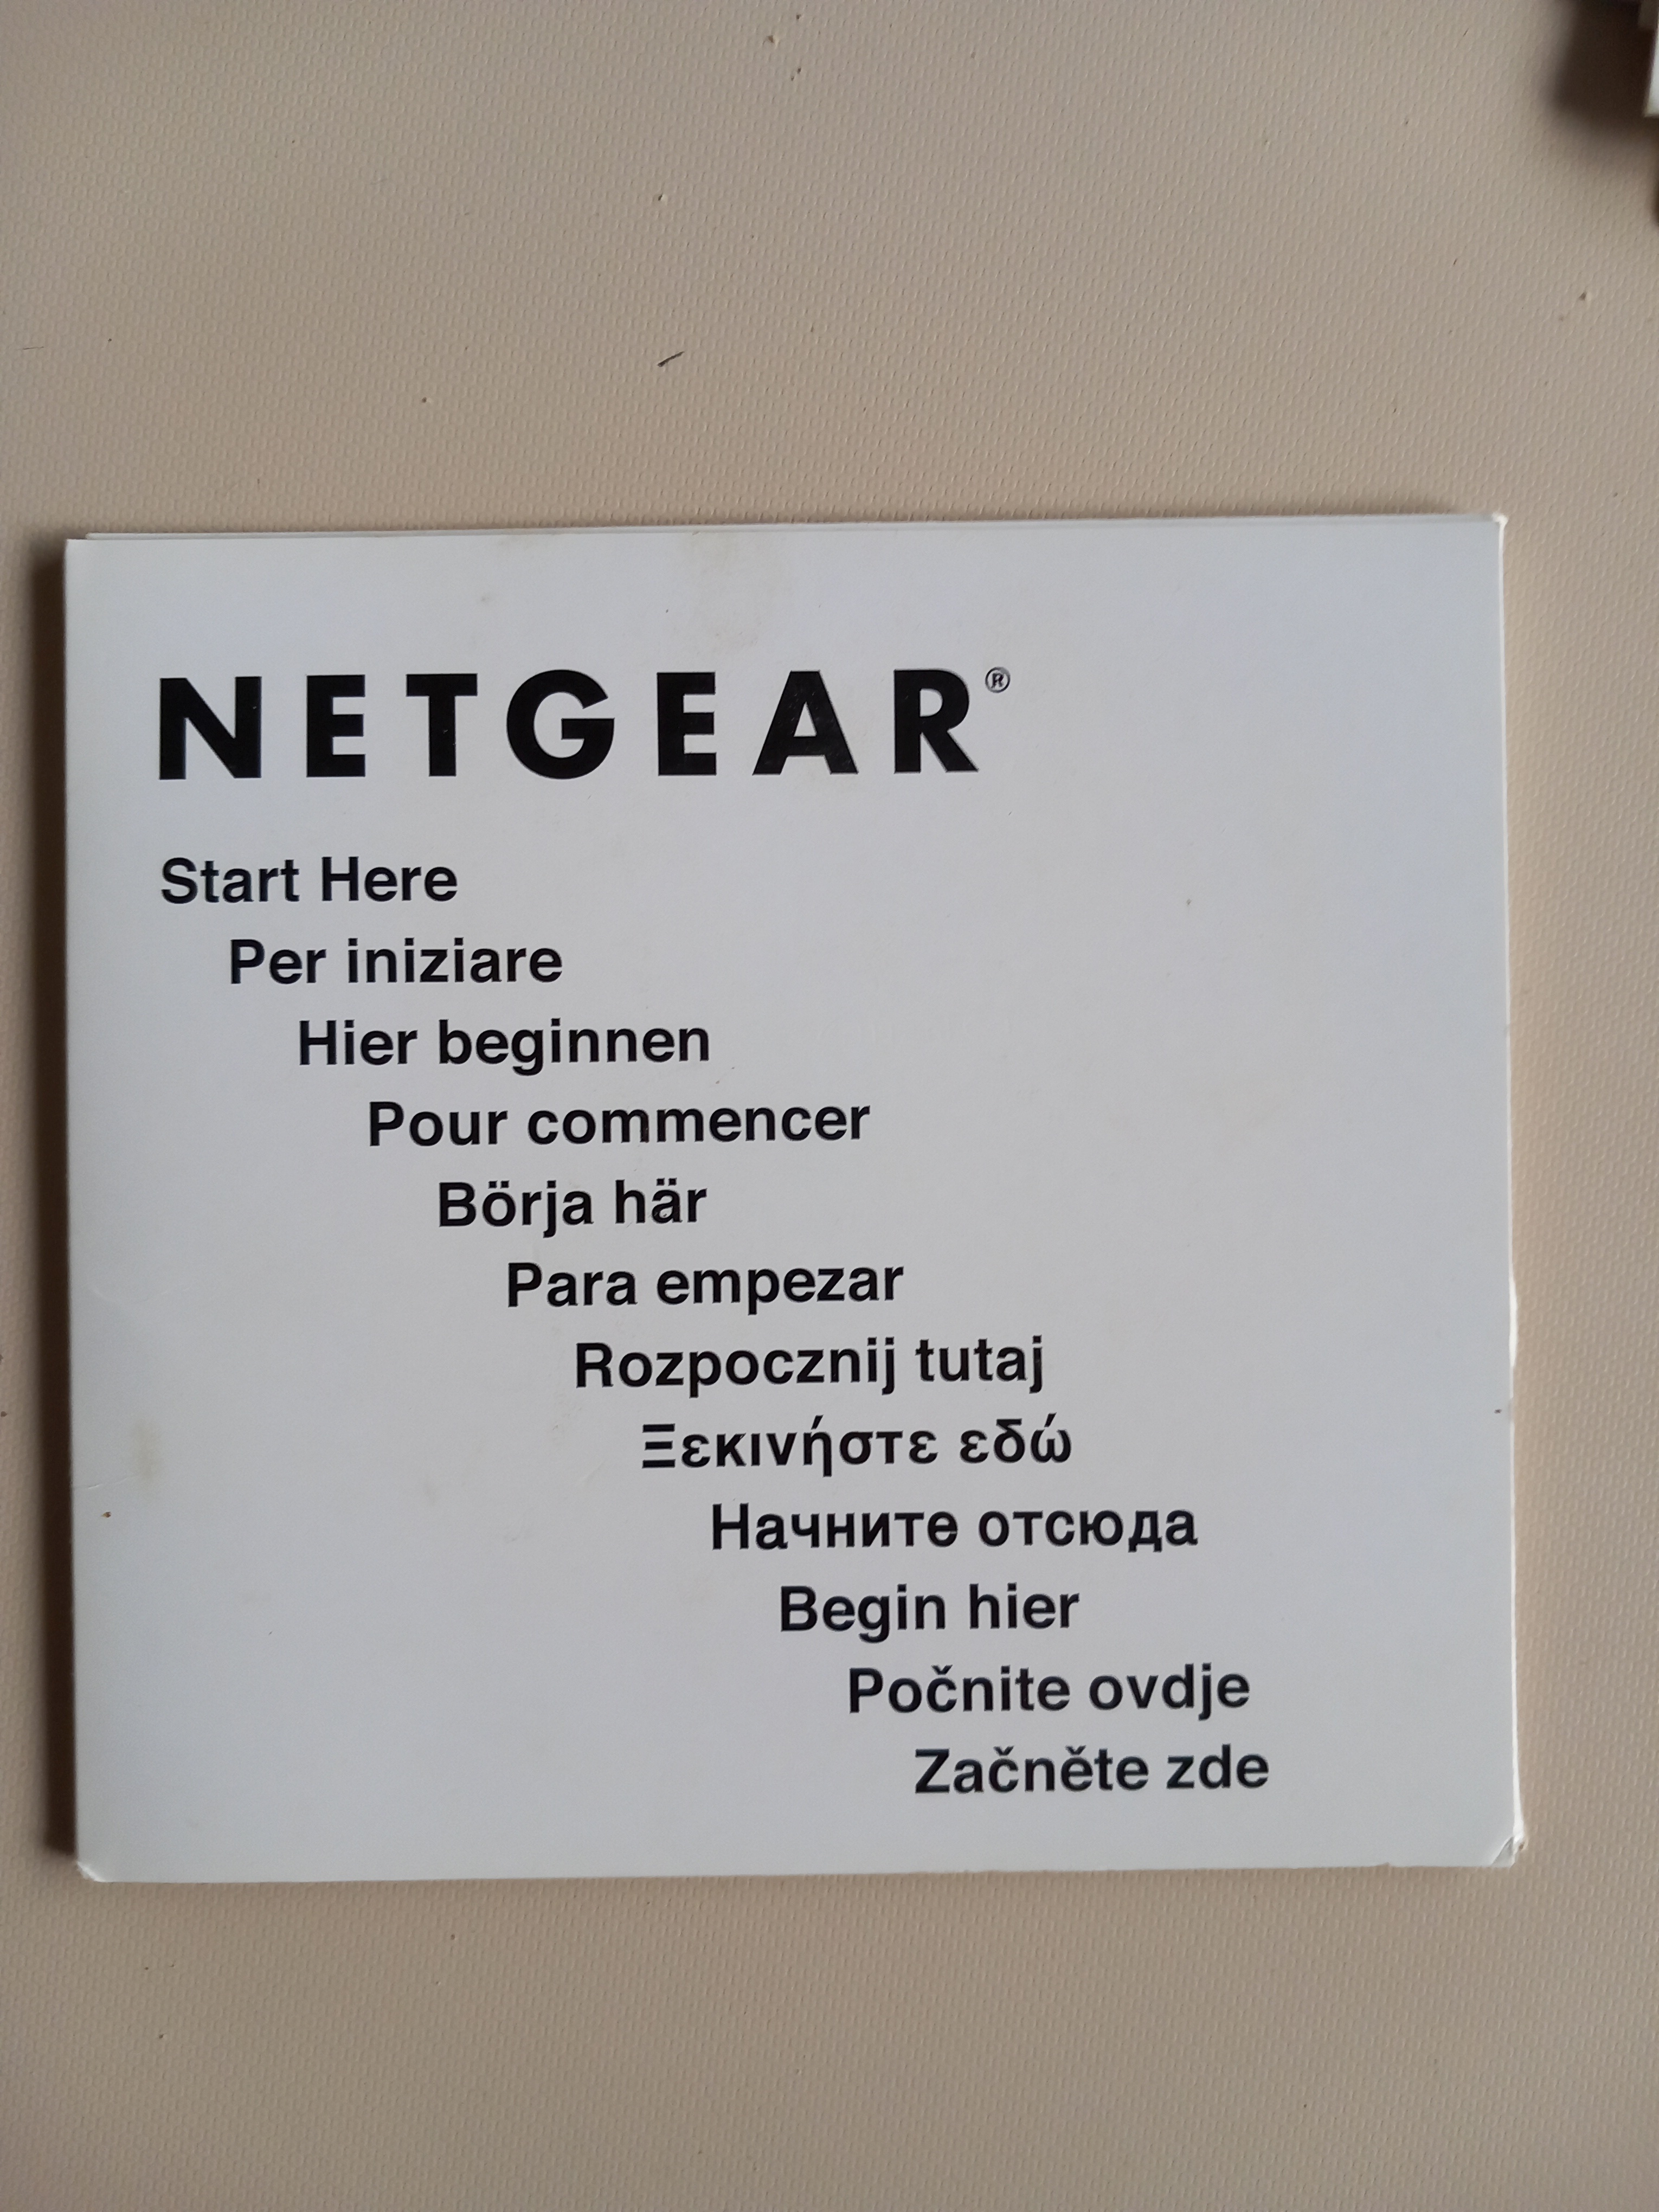 NETGEAR®
Start Here
Per iniziare
Hier beginnen
Pour commencer
Börja här
Para empezar
Rozpocznij tutaj
Ξεκινήστε εδώ
Начните отсюда
Begin hier
Počnite ovdje
Začněte zde